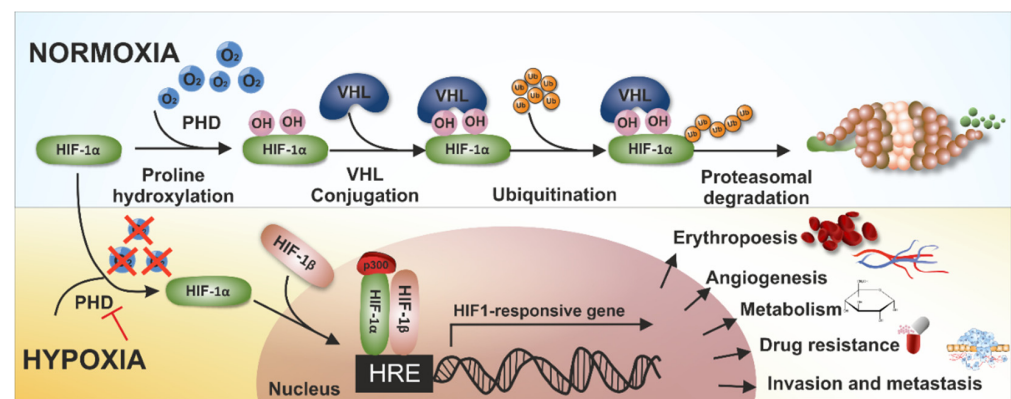 NORMOXIA
O2
O2
O2
O2
O2
PHD
HIF-1α
Proline
hydroxylation
OH OH
HIF-1α
VHL
VHL
Conjugation
VHL
OH OH
HIF-1α
Ub
Ub
Ub
Ub
Ub
Ub
Ubiquitination
VHL
OH OH
HIF-1α
Ub
Ub
Ub
Ub
Ub
Proteasomal
degradation
PHD
HYPOXIA
HIF-1α
HIF-1β
p300
HIF-1α
HIF-1β
HRE
HIF1-responsive gene
Nucleus
Erythropoesis
Angiogenesis
Metabolism
Drug resistance
Invasion and metastasis